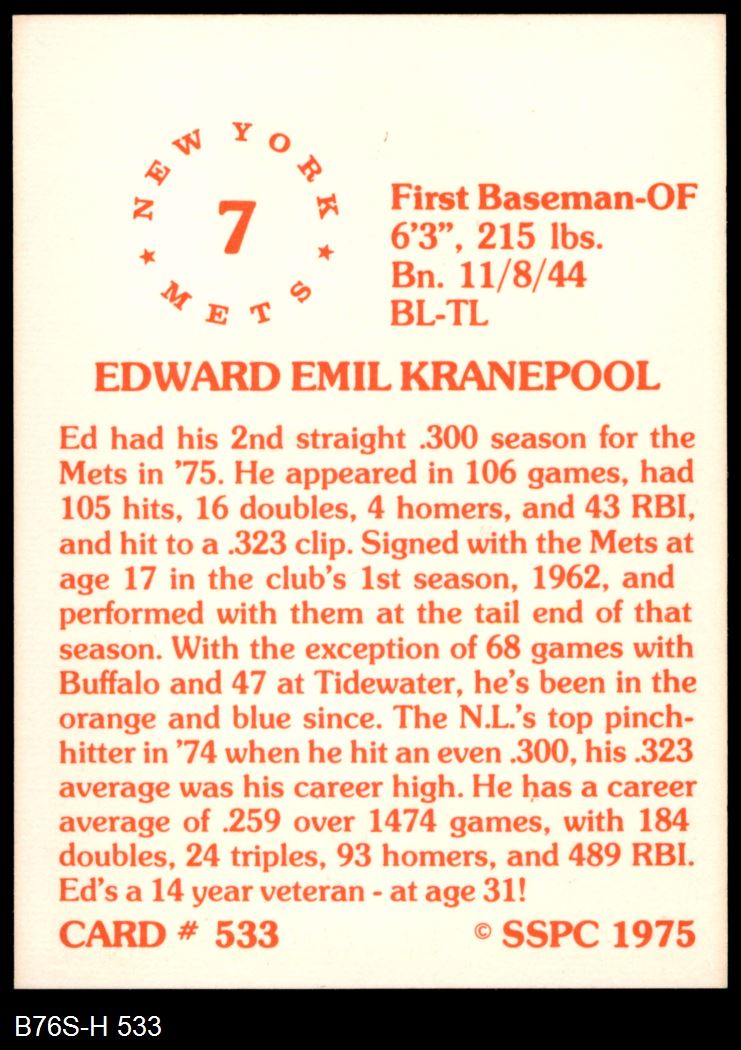 NEW YORK
★ METS ★
7
First Baseman-OF
6'3", 215 lbs.
Bn. 11/8/44
BL-TL
EDWARD EMIL KRANEPOOL
Ed had his 2nd straight .300 season for the
Mets in '75. He appeared in 106 games, had
105 hits, 16 doubles, 4 homers, and 43 RBI,
and hit to a .323 clip. Signed with the Mets at
age 17 in the club's 1st season, 1962, and
performed with them at the tail end of that
season. With the exception of 68 games with
Buffalo and 47 at Tidewater, he's been in the
orange and blue since. The N.L.'s top pinch-
hitter in '74 when he hit an even .300, his .323
average was his career high. He has a career
average of .259 over 1474 games, with 184
doubles, 24 triples, 93 homers, and 489 RBI.
Ed's a 14 year veteran - at age 31!
CARD # 533
© SSPC 1975
B76S-H 533